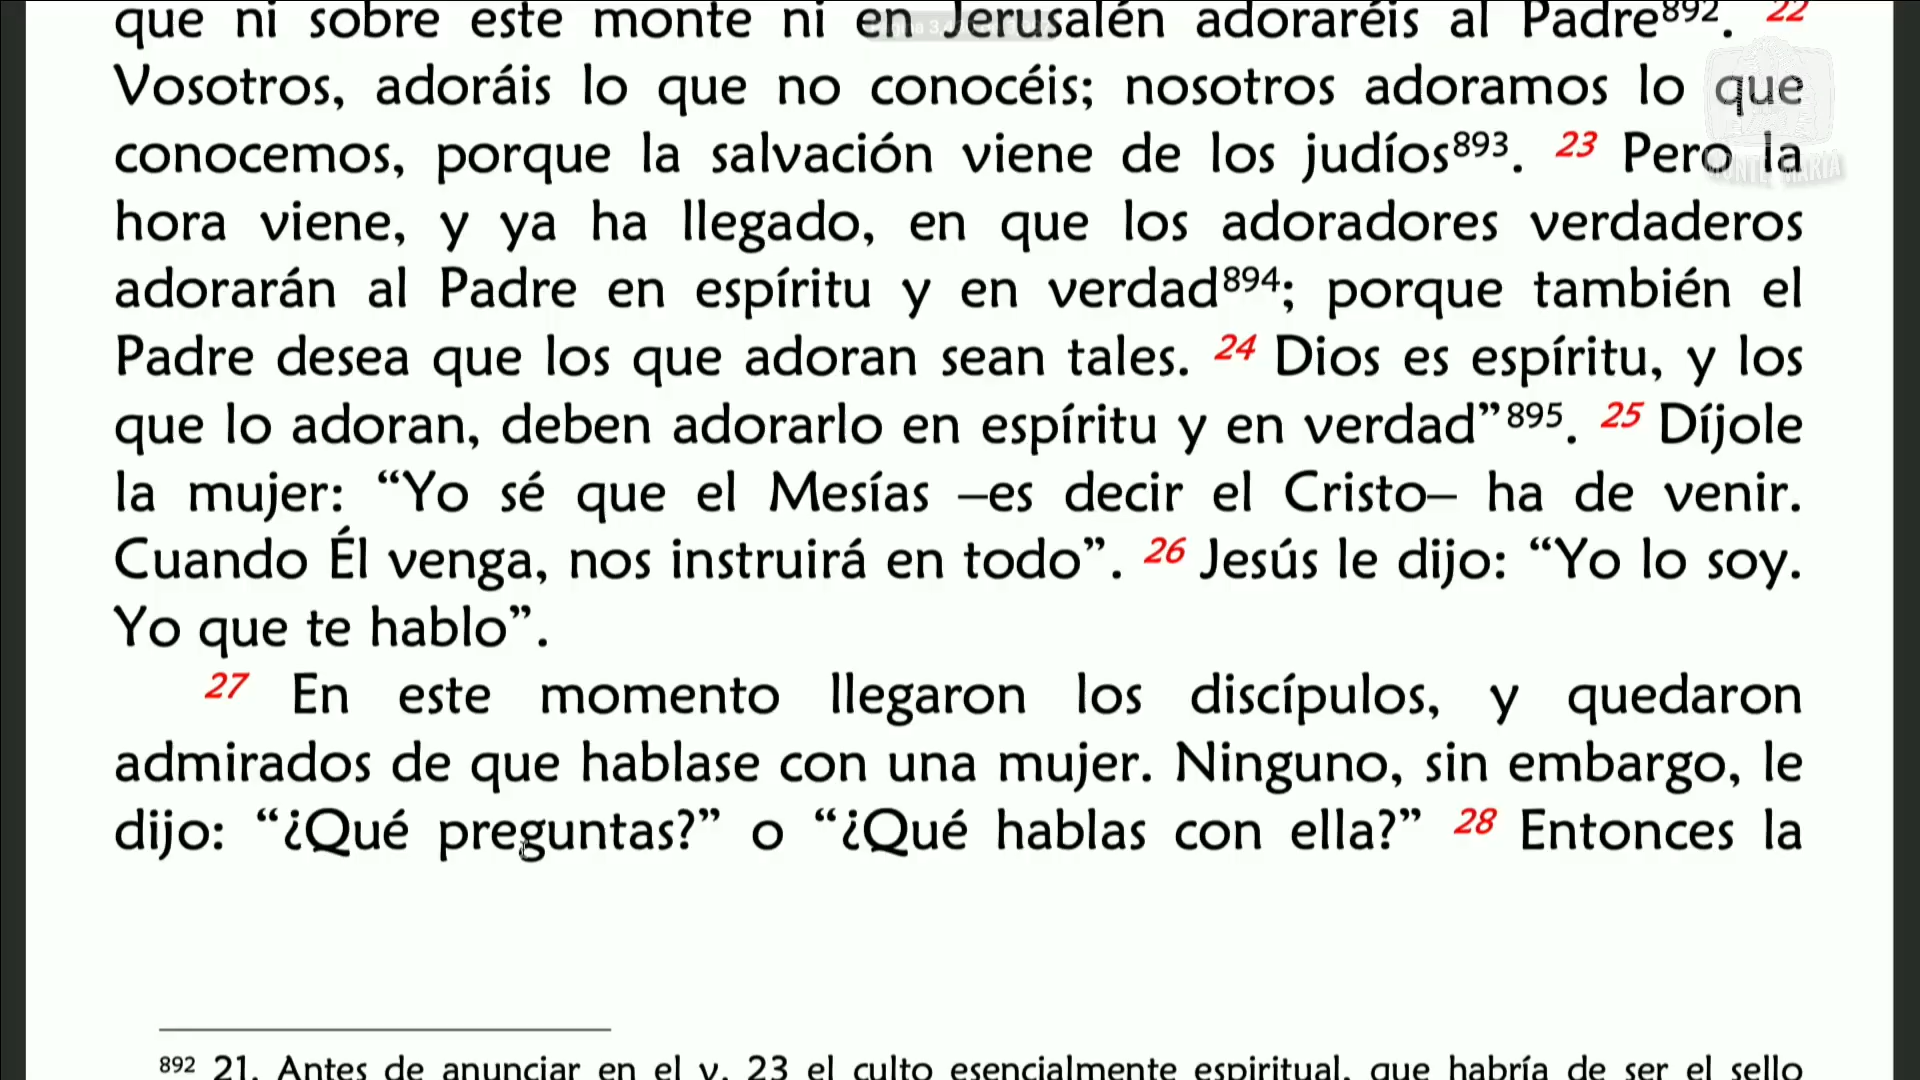 que ni sobre este monte ni en Jerusalén adoraréis al Padre⁸⁹². 22
Vosotros, adoráis lo que no conocéis; nosotros adoramos lo que
conocemos, porque la salvación viene de los judíos⁸⁹³. 23 Pero la
hora viene, y ya ha llegado, en que los adoradores verdaderos
adorarán al Padre en espíritu y en verdad⁸⁹⁴; porque también el
Padre desea que los que adoran sean tales. 24 Dios es espíritu, y los
que lo adoran, deben adorarlo en espíritu y en verdad”⁸⁹⁵. 25 Díjole
la mujer: “Yo sé que el Mesías –es decir el Cristo– ha de venir.
Cuando Él venga, nos instruirá en todo”. 26 Jesús le dijo: “Yo lo soy.
Yo que te hablo”.
27 En este momento llegaron los discípulos, y quedaron
admirados de que hablase con una mujer. Ninguno, sin embargo, le
dijo: “¿Qué preguntas?” o “¿Qué hablas con ella?” 28 Entonces la
⁸⁹² 21. Antes de anunciar en el v. 23 el culto esencialmente espiritual, que habría de ser el sello
MONTE MARÍA